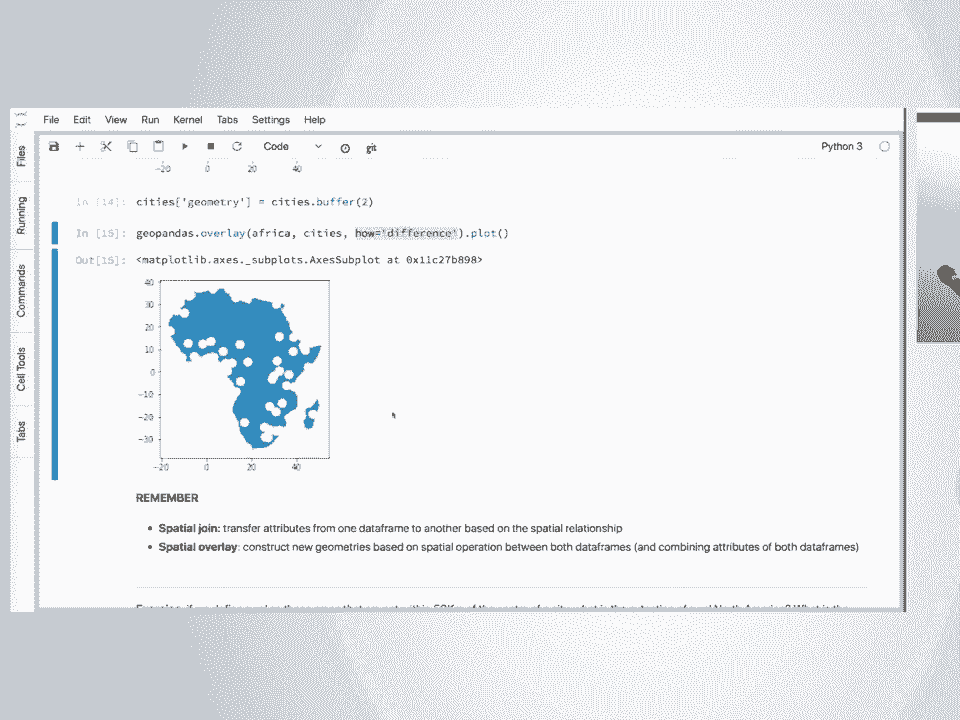 File Edit View Run Kernel Tabs Settings Help
Files
Running
Commands
Cell Tools
Tabs
Code
git
Python 3
-20 0 20 40
In [14]: cities['geometry'] = cities.buffer(2)
In [15]: geopandas.overlay(africa, cities, how='difference').plot()
Out[15]: <matplotlib.axes._subplots.AxesSubplot at 0x11c27b898>
40
30
20
10
0
-10
-20
-30
-20 0 20 40
REMEMBER
• Spatial join: transfer attributes from one dataframe to another based on the spatial relationship
• Spatial overlay: construct new geometries based on spatial operation between both dataframes (and combining attributes of both dataframes)